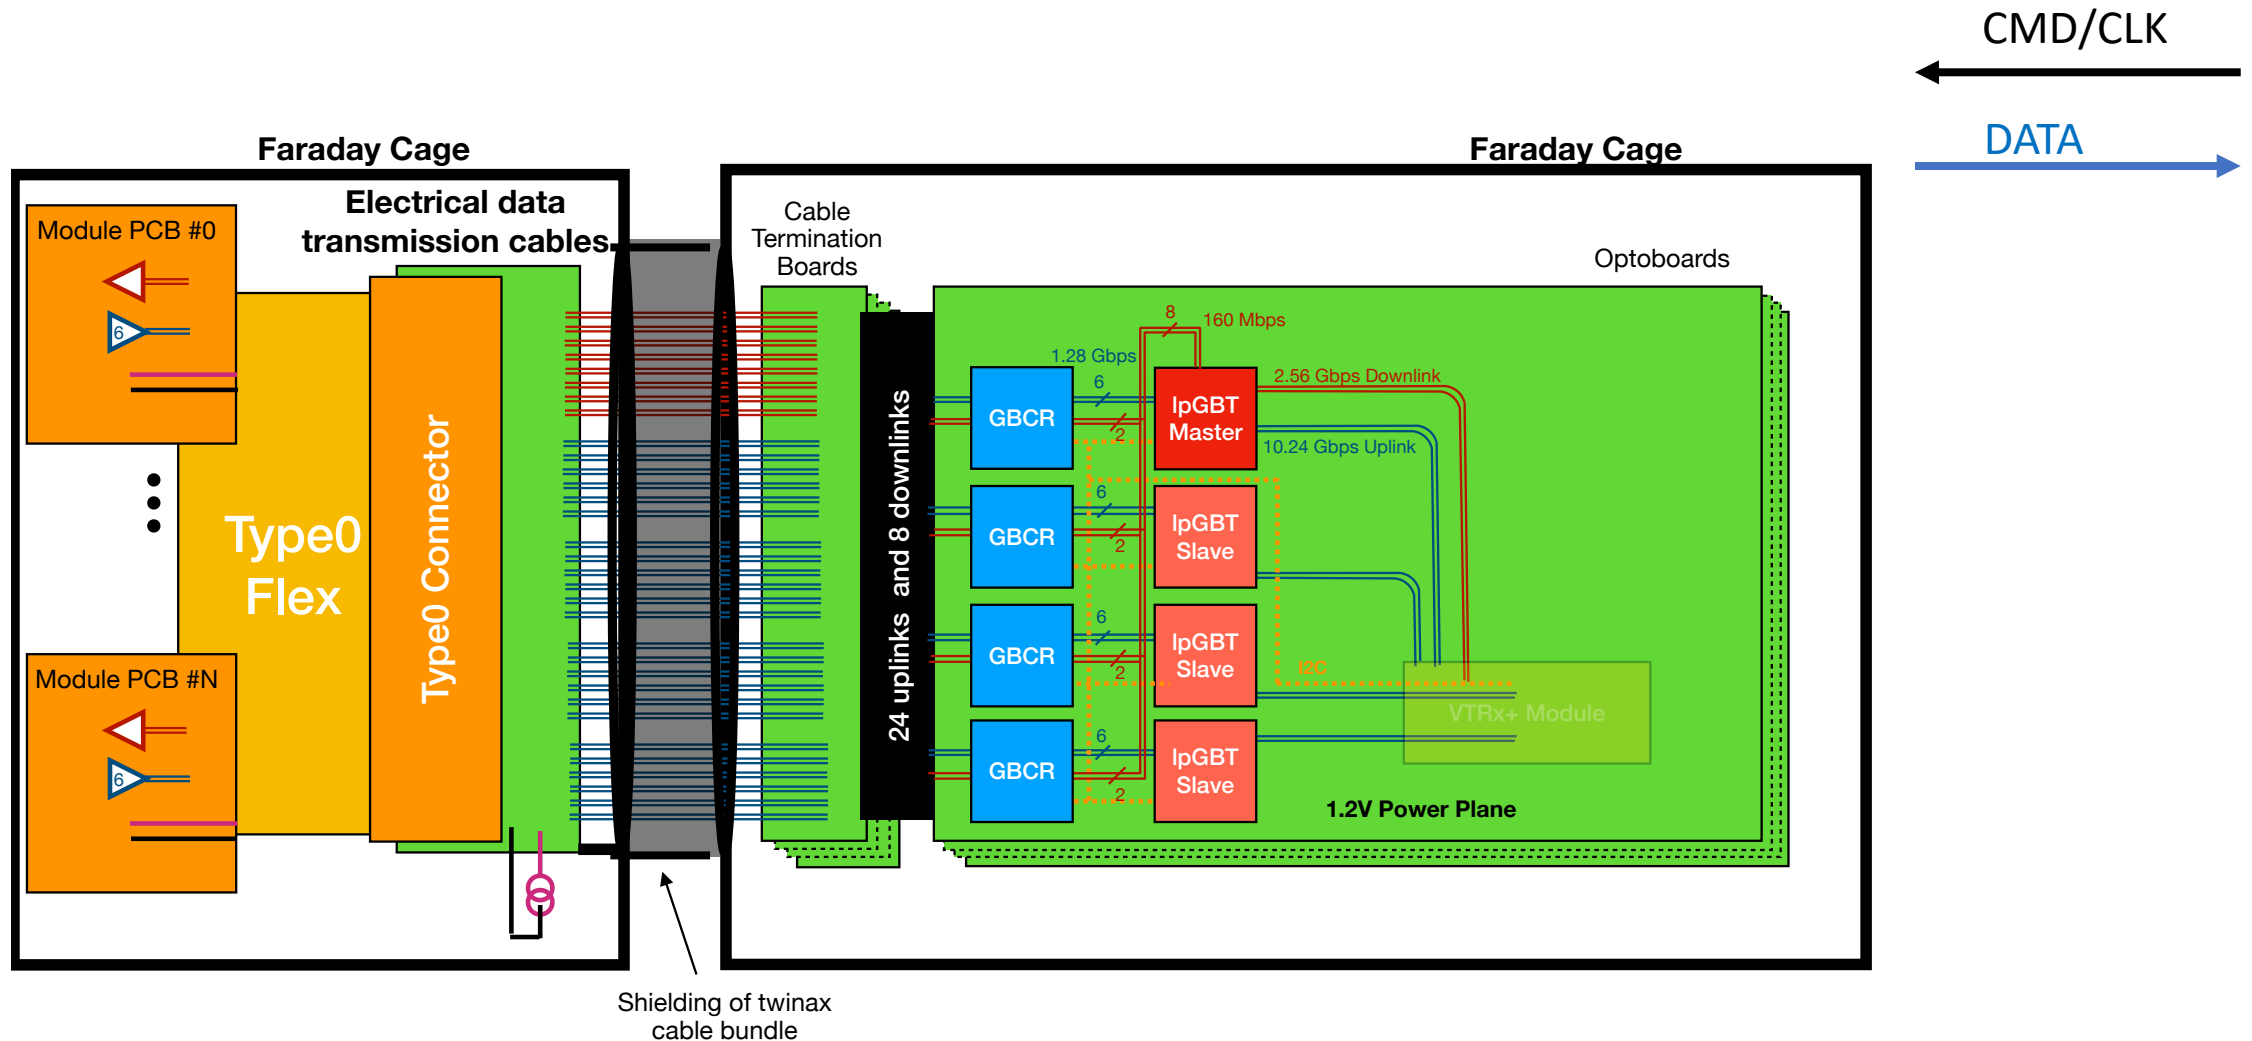 CMD/CLK
DATA
Faraday Cage
Faraday Cage
Electrical data
transmission cables
Module PCB #0
6
Cable
Termination
Boards
Optoboards
8
160 Mbps
1.28 Gbps
6
2.56 Gbps Downlink
GBCR
lpGBT
Master
2
10.24 Gbps Uplink
6
GBCR
lpGBT
Slave
2
Type0
Flex
Type0 Connector
24 uplinks and 8 downlinks
6
GBCR
lpGBT
Slave
2
I2C
Module PCB #N
6
VTRx+ Module
6
GBCR
lpGBT
Slave
2
1.2V Power Plane
Shielding of twinax
cable bundle